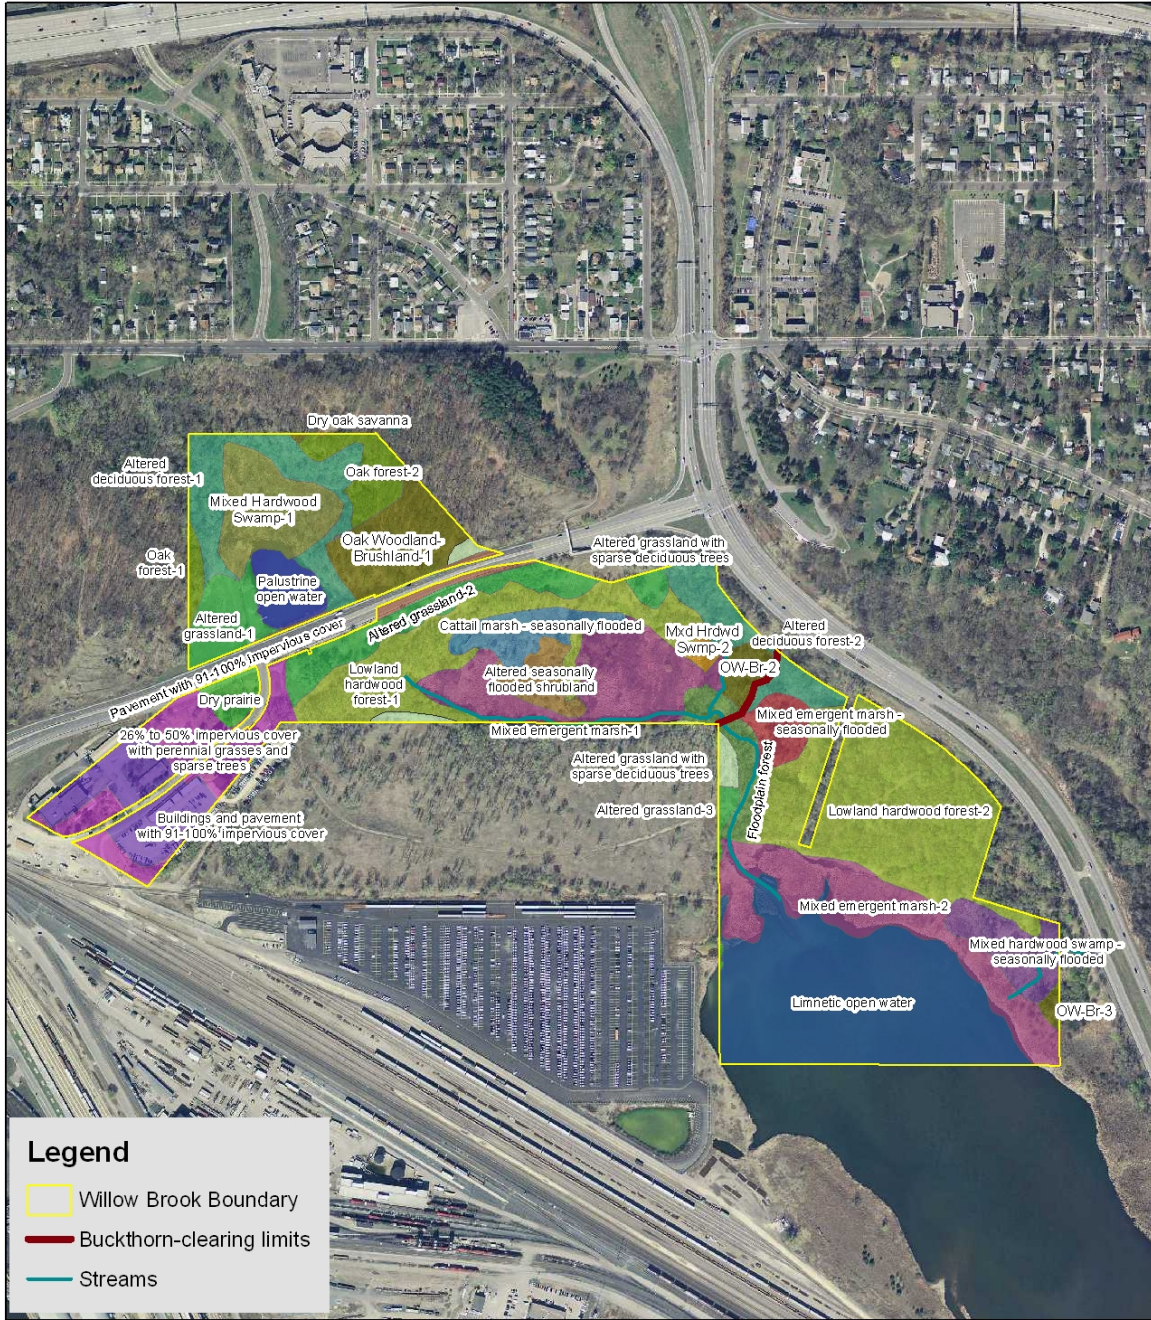 Dry oak savanna
Altered
deciduous forest-1
Oak forest-2
Mixed Hardwood
Swamp-1
Oak Woodland-
Brushland-1
Altered grassland with
sparse deciduous trees
Oak
forest-1
Palustrine
open water
Altered
grassland-1
Altered grassland-2
Cattail marsh - seasonally flooded
Mxd Hrdwd
Swmp-2
Altered
deciduous forest-2
Pavement with 91-100% impervious cover
Lowland
hardwood
forest-1
Altered seasonally
flooded shrubland
OW-Br-2
Dry prairie
Mixed emergent marsh -
seasonally flooded
26% to 50% impervious cover
with perennial grasses and
sparse trees
Mixed emergent marsh-1
Altered grassland with
sparse deciduous trees
Floodplain forest
Altered grassland-3
Lowland hardwood forest-2
Buildings and pavement
with 91-100% impervious cover
Mixed emergent marsh-2
Mixed hardwood swamp -
seasonally flooded
Limnetic open water
OW-Br-3
Legend
Willow Brook Boundary
Buckthorn-clearing limits
Streams